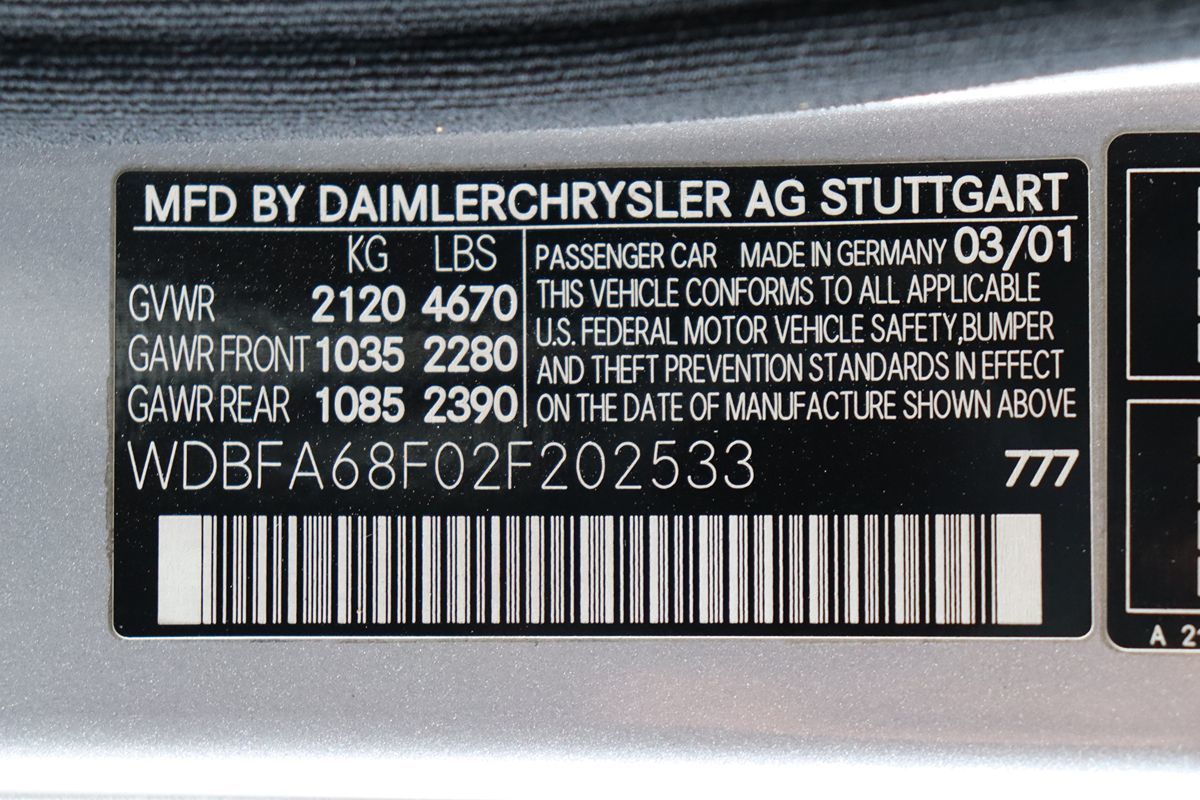 MFD BY DAIMLERCHRYSLER AG STUTTGART
KG LBS
GVWR 2120 4670
GAWR FRONT 1035 2280
GAWR REAR 1085 2390
PASSENGER CAR MADE IN GERMANY 03/01
THIS VEHICLE CONFORMS TO ALL APPLICABLE
U.S. FEDERAL MOTOR VEHICLE SAFETY,BUMPER
AND THEFT PREVENTION STANDARDS IN EFFECT
ON THE DATE OF MANUFACTURE SHOWN ABOVE
WDBFA68F02F202533 777
A